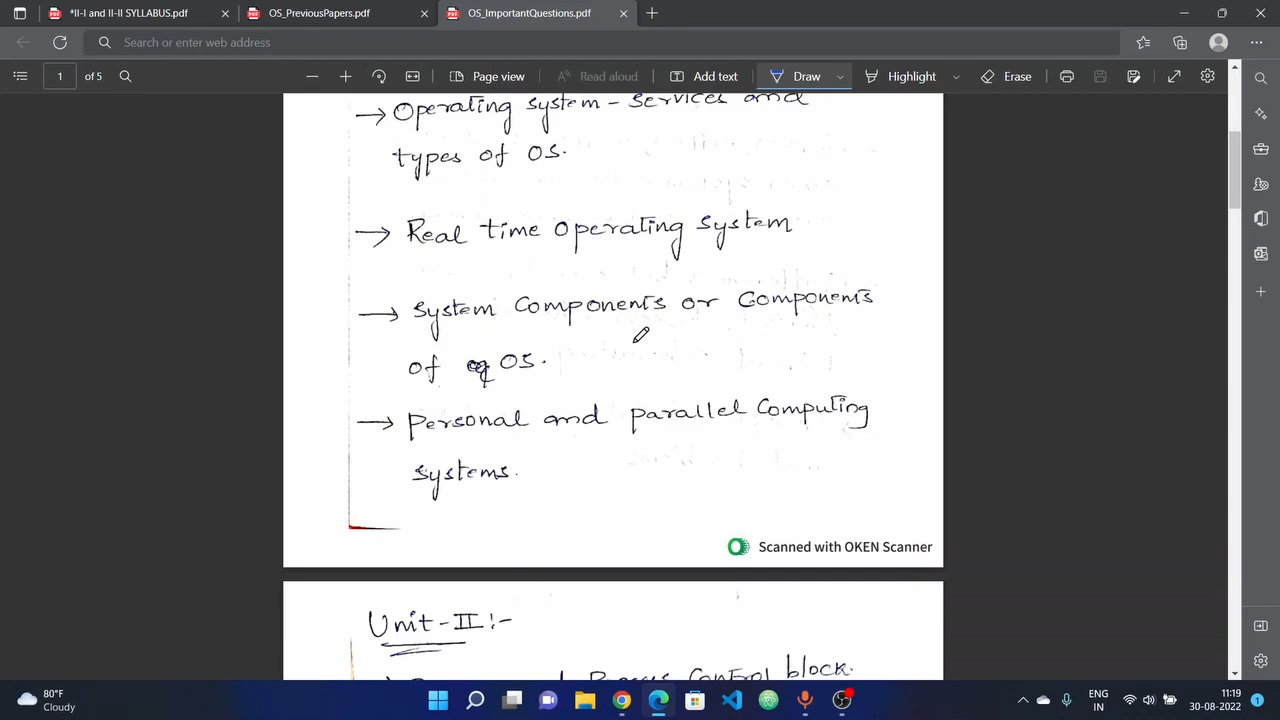 *II-I and II-II SYLLABUS.pdf
OS_PreviousPapers.pdf
OS_ImportantQuestions.pdf
Search or enter web address
1 of 5
Page view
Read aloud
Add text
Draw
Highlight
Erase
→ Operating system - Services and
types of OS.
→ Real time Operating System
→ System Components or Components
of OS.
→ Personal and parallel Computing
systems.
Scanned with OKEN Scanner
Unit-II:-
Control block.
80°F
Cloudy
ENG
IN
11:19
30-08-2022
1